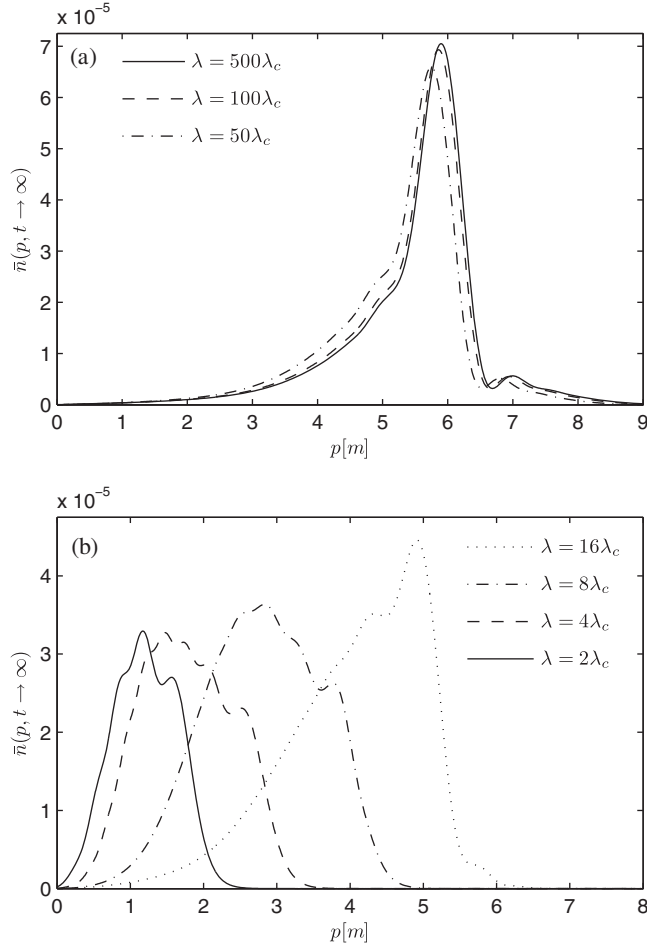 x 10⁻⁵
(a)
λ = 500λ_c
λ = 100λ_c
λ = 50λ_c
7
6
5
4
3
2
1
0
n̄(p, t → ∞)
0 1 2 3 4 5 6 7 8 9
p[m]
x 10⁻⁵
(b)
λ = 16λ_c
λ = 8λ_c
λ = 4λ_c
λ = 2λ_c
4
3
2
1
0
n̄(p, t → ∞)
0 1 2 3 4 5 6 7 8
p[m]